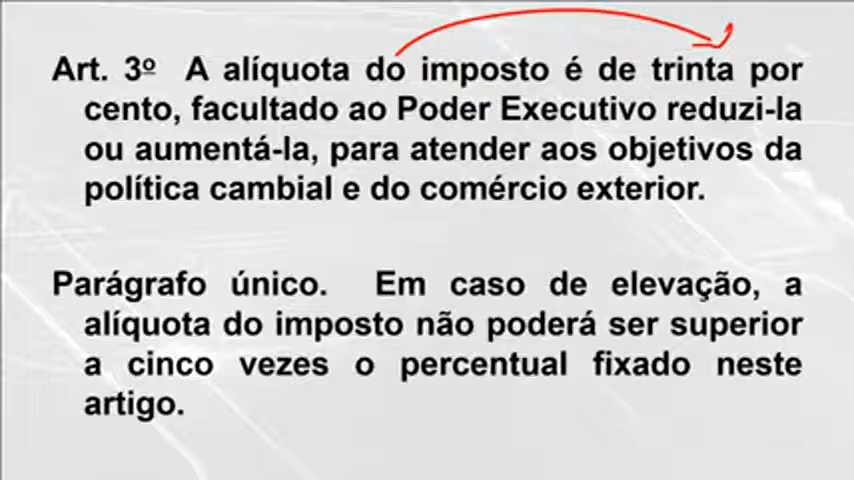 Art. 3º A alíquota do imposto é de trinta por
cento, facultado ao Poder Executivo reduzi-la
ou aumentá-la, para atender aos objetivos da
política cambial e do comércio exterior.
Parágrafo único. Em caso de elevação, a
alíquota do imposto não poderá ser superior
a cinco vezes o percentual fixado neste
artigo.